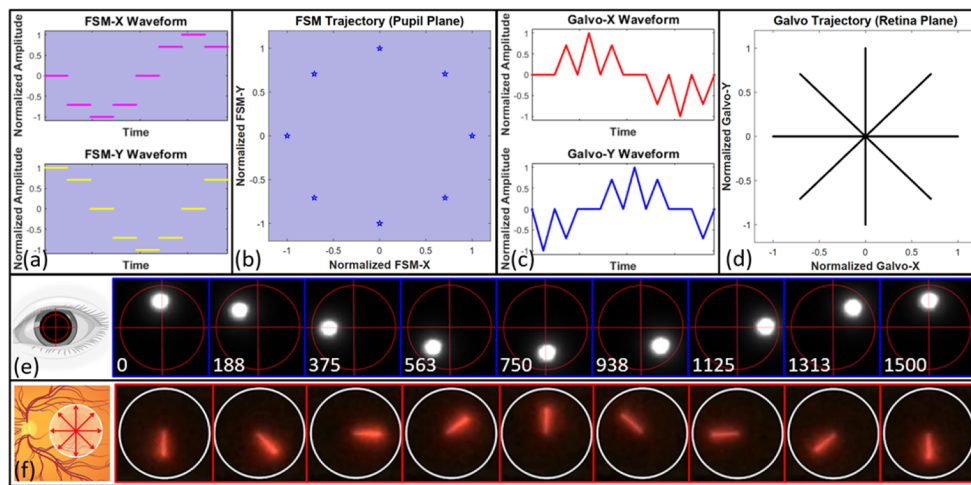 FSM-X Waveform
Normalized Amplitude
1
0.5
0
-0.5
-1
Time
FSM-Y Waveform
Normalized Amplitude
1
0.5
0
-0.5
-1
Time
(a)
FSM Trajectory (Pupil Plane)
Normalized FSM-Y
1
0.5
0
-0.5
-1
-1 -0.5 0 0.5 1
Normalized FSM-X
(b)
Galvo-X Waveform
Normalized Amplitude
1
0.5
0
-0.5
-1
Time
Galvo-Y Waveform
Normalized Amplitude
1
0.5
0
-0.5
-1
Time
(c)
Galvo Trajectory (Retina Plane)
Normalized Galvo-Y
1
0.5
0
-0.5
-1
-1 -0.5 0 0.5 1
Normalized Galvo-X
(d)
(e)
0 188 375 563 750 938 1125 1313 1500
(f)